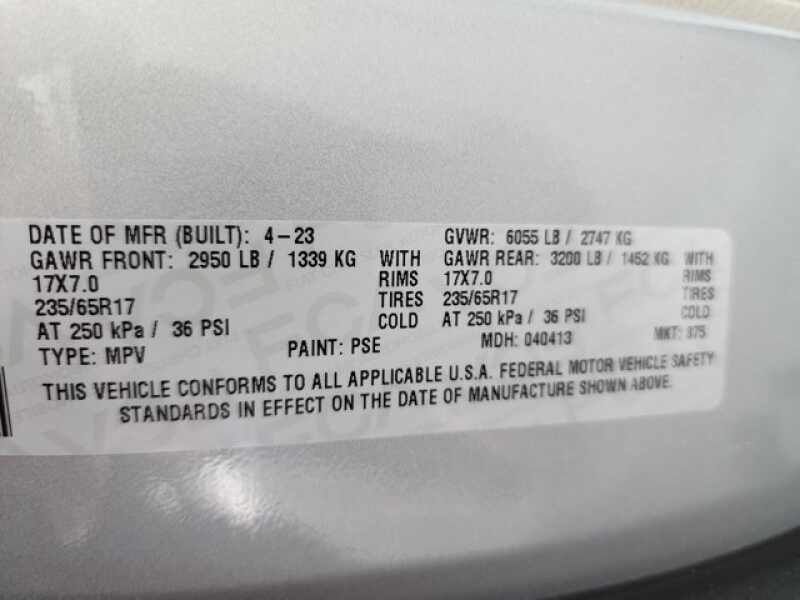 DATE OF MFR (BUILT): 4-23 GVWR: 6055 LB / 2747 KG
GAWR FRONT: 2950 LB / 1339 KG WITH GAWR REAR: 3200 LB / 1452 KG WITH
17X7.0 RIMS 17X7.0 RIMS
235/65R17 TIRES 235/65R17 TIRES
AT 250 kPa / 36 PSI COLD AT 250 kPa / 36 PSI COLD
TYPE: MPV PAINT: PSE MDH: 040413 MKT: 875
THIS VEHICLE CONFORMS TO ALL APPLICABLE U.S.A. FEDERAL MOTOR VEHICLE SAFETY
STANDARDS IN EFFECT ON THE DATE OF MANUFACTURE SHOWN ABOVE.